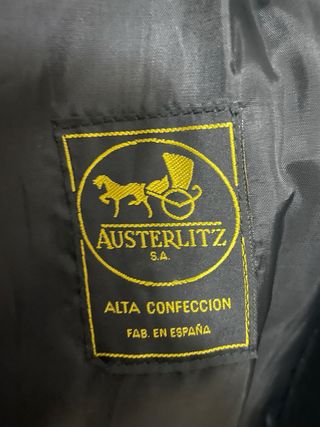 AUSTERLITZ
S.A.
ALTA CONFECCION
FAB. EN ESPAÑA